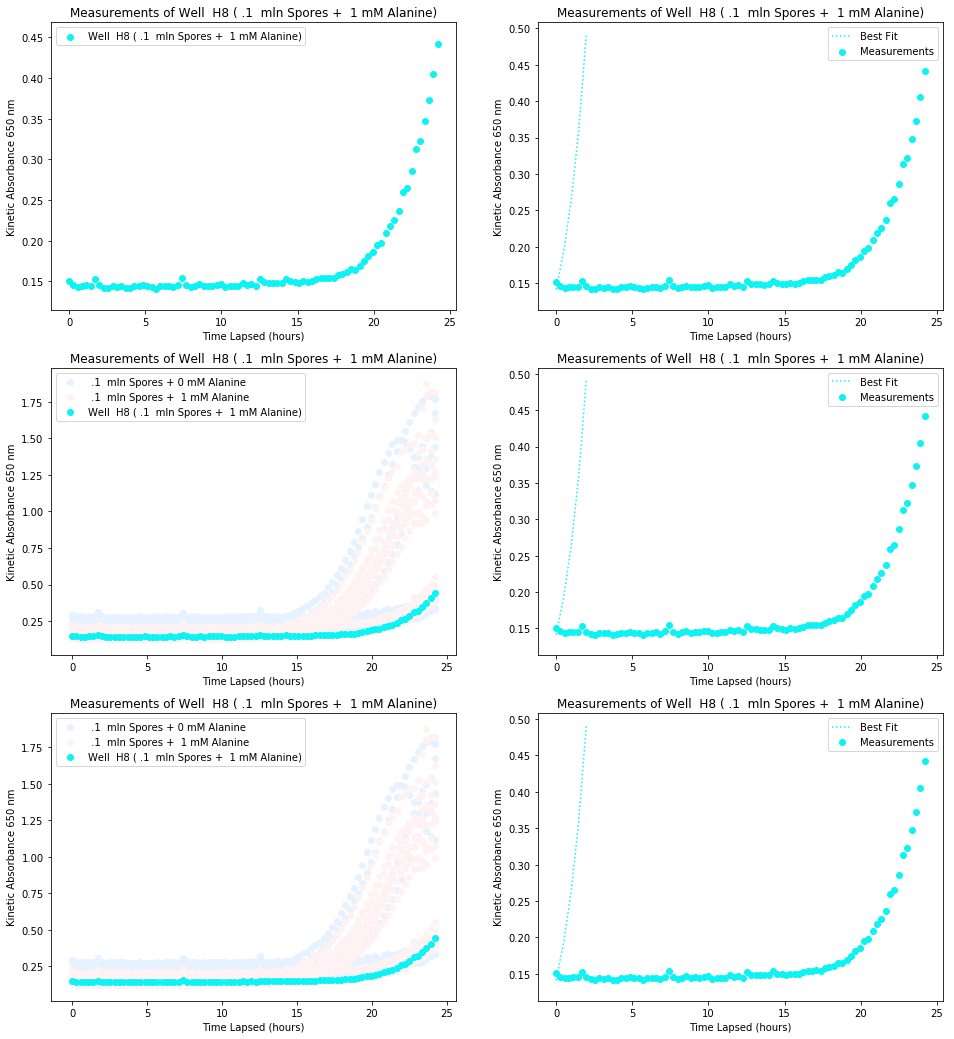 Measurements of Well  H8 ( .1  mln Spores +  1 mM Alanine)
Well  H8 ( .1  mln Spores +  1 mM Alanine)
0.45
0.40
0.35
0.30
0.25
0.20
0.15
Kinetic Absorbance 650 nm
0
5
10
15
20
25
Time Lapsed (hours)
Measurements of Well  H8 ( .1  mln Spores +  1 mM Alanine)
Best Fit
Measurements
0.50
0.45
0.40
0.35
0.30
0.25
0.20
0.15
Kinetic Absorbance 650 nm
0
5
10
15
20
25
Time Lapsed (hours)
Measurements of Well  H8 ( .1  mln Spores +  1 mM Alanine)
.1  mln Spores + 0 mM Alanine
.1  mln Spores +  1 mM Alanine
Well  H8 ( .1  mln Spores +  1 mM Alanine)
1.75
1.50
1.25
1.00
0.75
0.50
0.25
Kinetic Absorbance 650 nm
0
5
10
15
20
25
Time Lapsed (hours)
Measurements of Well  H8 ( .1  mln Spores +  1 mM Alanine)
Best Fit
Measurements
0.50
0.45
0.40
0.35
0.30
0.25
0.20
0.15
Kinetic Absorbance 650 nm
0
5
10
15
20
25
Time Lapsed (hours)
Measurements of Well  H8 ( .1  mln Spores +  1 mM Alanine)
.1  mln Spores + 0 mM Alanine
.1  mln Spores +  1 mM Alanine
Well  H8 ( .1  mln Spores +  1 mM Alanine)
1.75
1.50
1.25
1.00
0.75
0.50
0.25
Kinetic Absorbance 650 nm
0
5
10
15
20
25
Time Lapsed (hours)
Measurements of Well  H8 ( .1  mln Spores +  1 mM Alanine)
Best Fit
Measurements
0.50
0.45
0.40
0.35
0.30
0.25
0.20
0.15
Kinetic Absorbance 650 nm
0
5
10
15
20
25
Time Lapsed (hours)